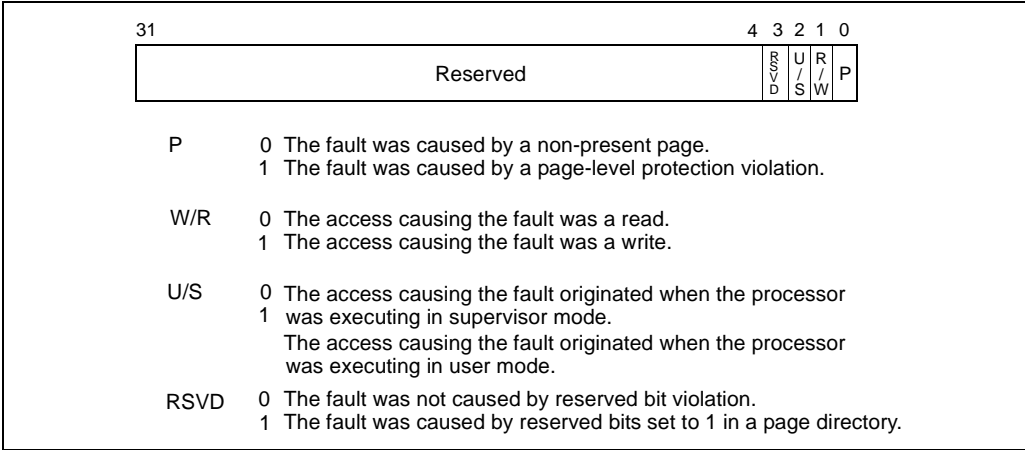 31 4 3 2 1 0
Reserved RSVD U/S R/W P
P 0 The fault was caused by a non-present page.
1 The fault was caused by a page-level protection violation.
W/R 0 The access causing the fault was a read.
1 The access causing the fault was a write.
U/S 0 The access causing the fault originated when the processor
1 was executing in supervisor mode.
The access causing the fault originated when the processor
was executing in user mode.
RSVD 0 The fault was not caused by reserved bit violation.
1 The fault was caused by reserved bits set to 1 in a page directory.